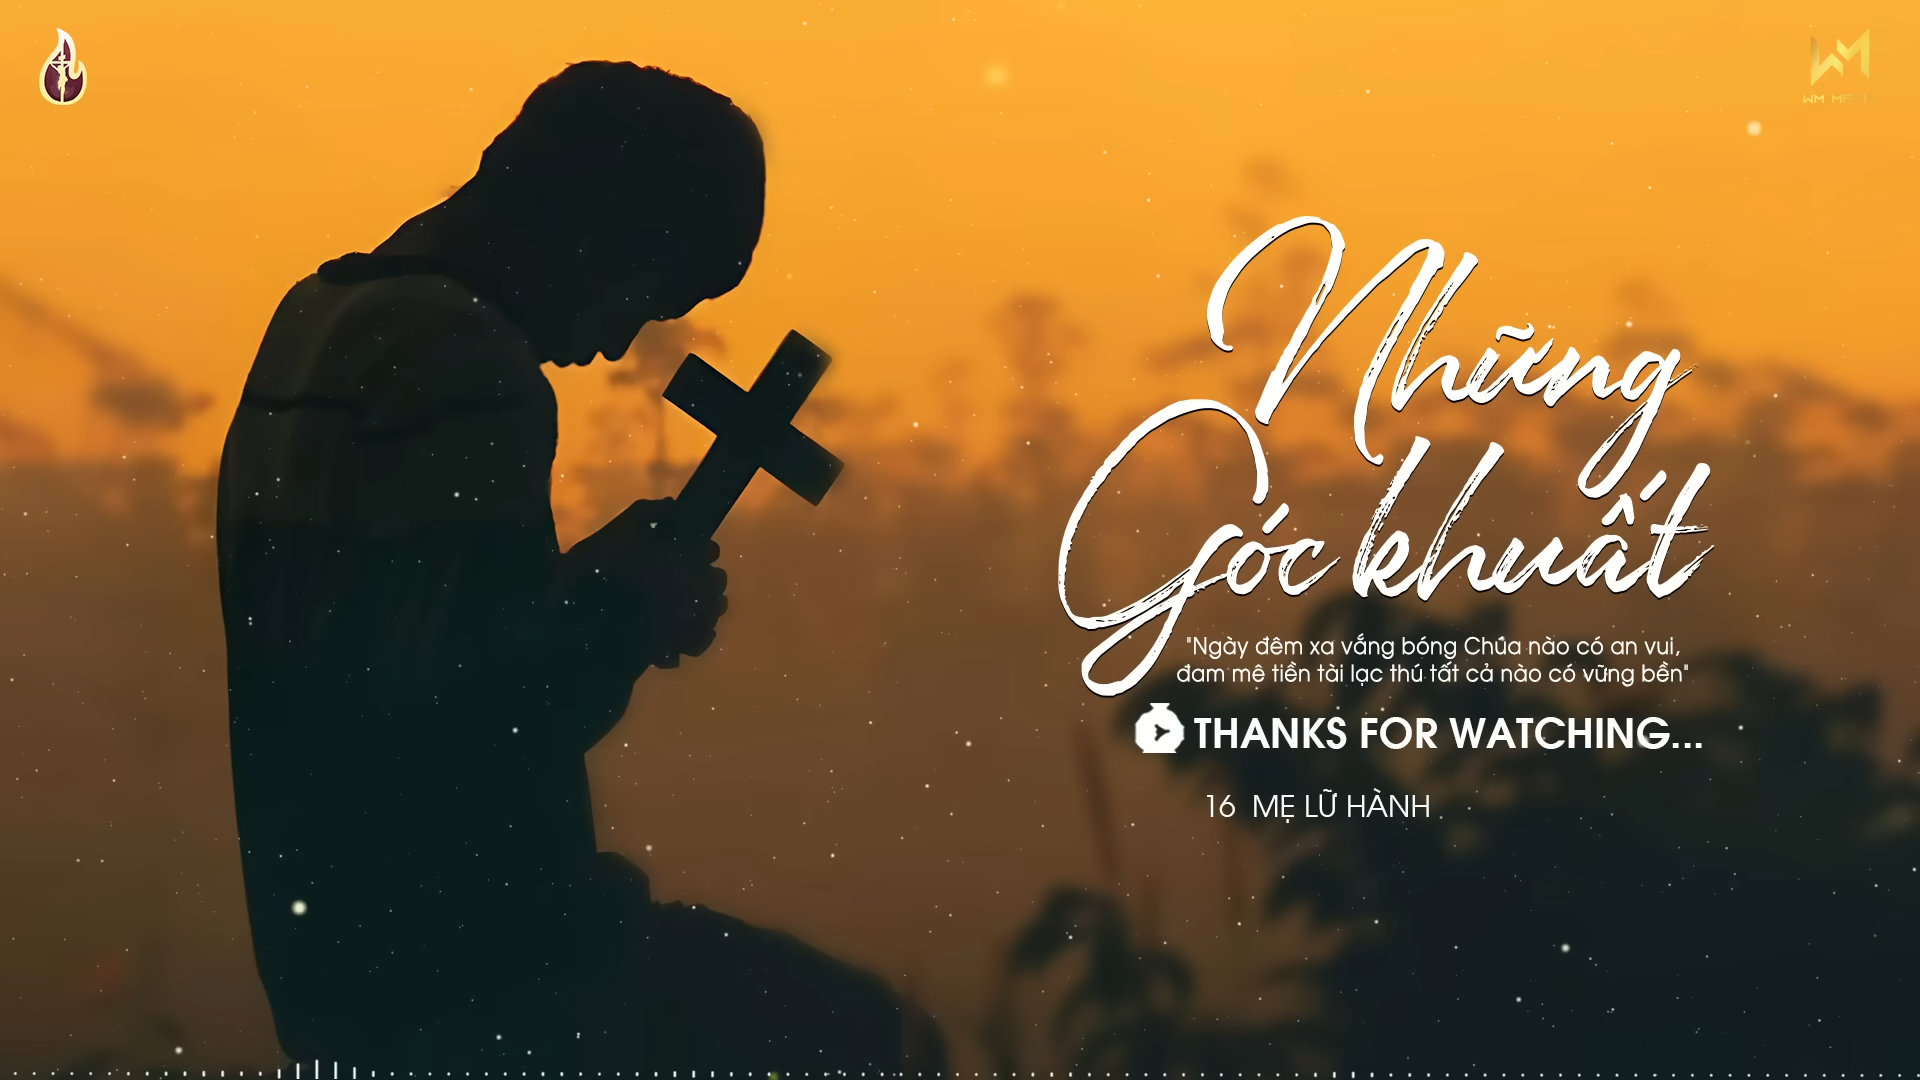 Những
Góc khuất
"Ngày đêm xa vắng bóng Chúa nào có an vui,
đam mê tiền tài lạc thú tất cả nào có vững bền"
THANKS FOR WATCHING...
16 MẸ LỮ HÀNH